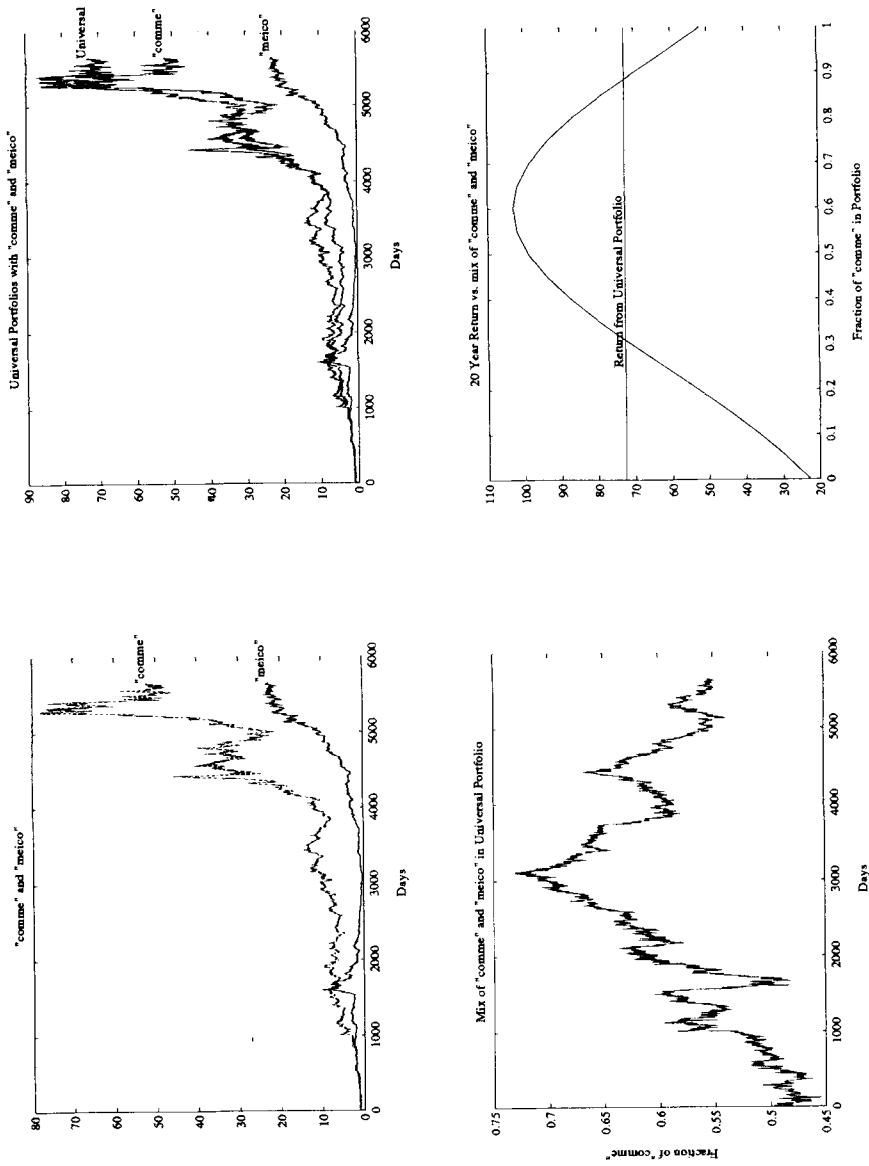 "comme" and "meico"
80
70
60
50
40
30
20
10
0
"comme"
"meico"
0 1000 2000 3000 4000 5000 6000
Days
Universal Portfolios with "comme" and "meico"
90
80
70
60
50
40
30
20
10
0
Universal
"comme"
"meico"
0 1000 2000 3000 4000 5000 6000
Days
Mix of "comme" and "meico" in Universal Portfolio
Fraction of "comme"
0.75
0.7
0.65
0.6
0.55
0.5
0.45
0 1000 2000 3000 4000 5000 6000
Days
20 Year Return vs. mix of "comme" and "meico"
110
100
90
80
70
60
50
40
30
20
Return from Universal Portfolio
0 0.1 0.2 0.3 0.4 0.5 0.6 0.7 0.8 0.9 1
Fraction of "comme" in Portfolio